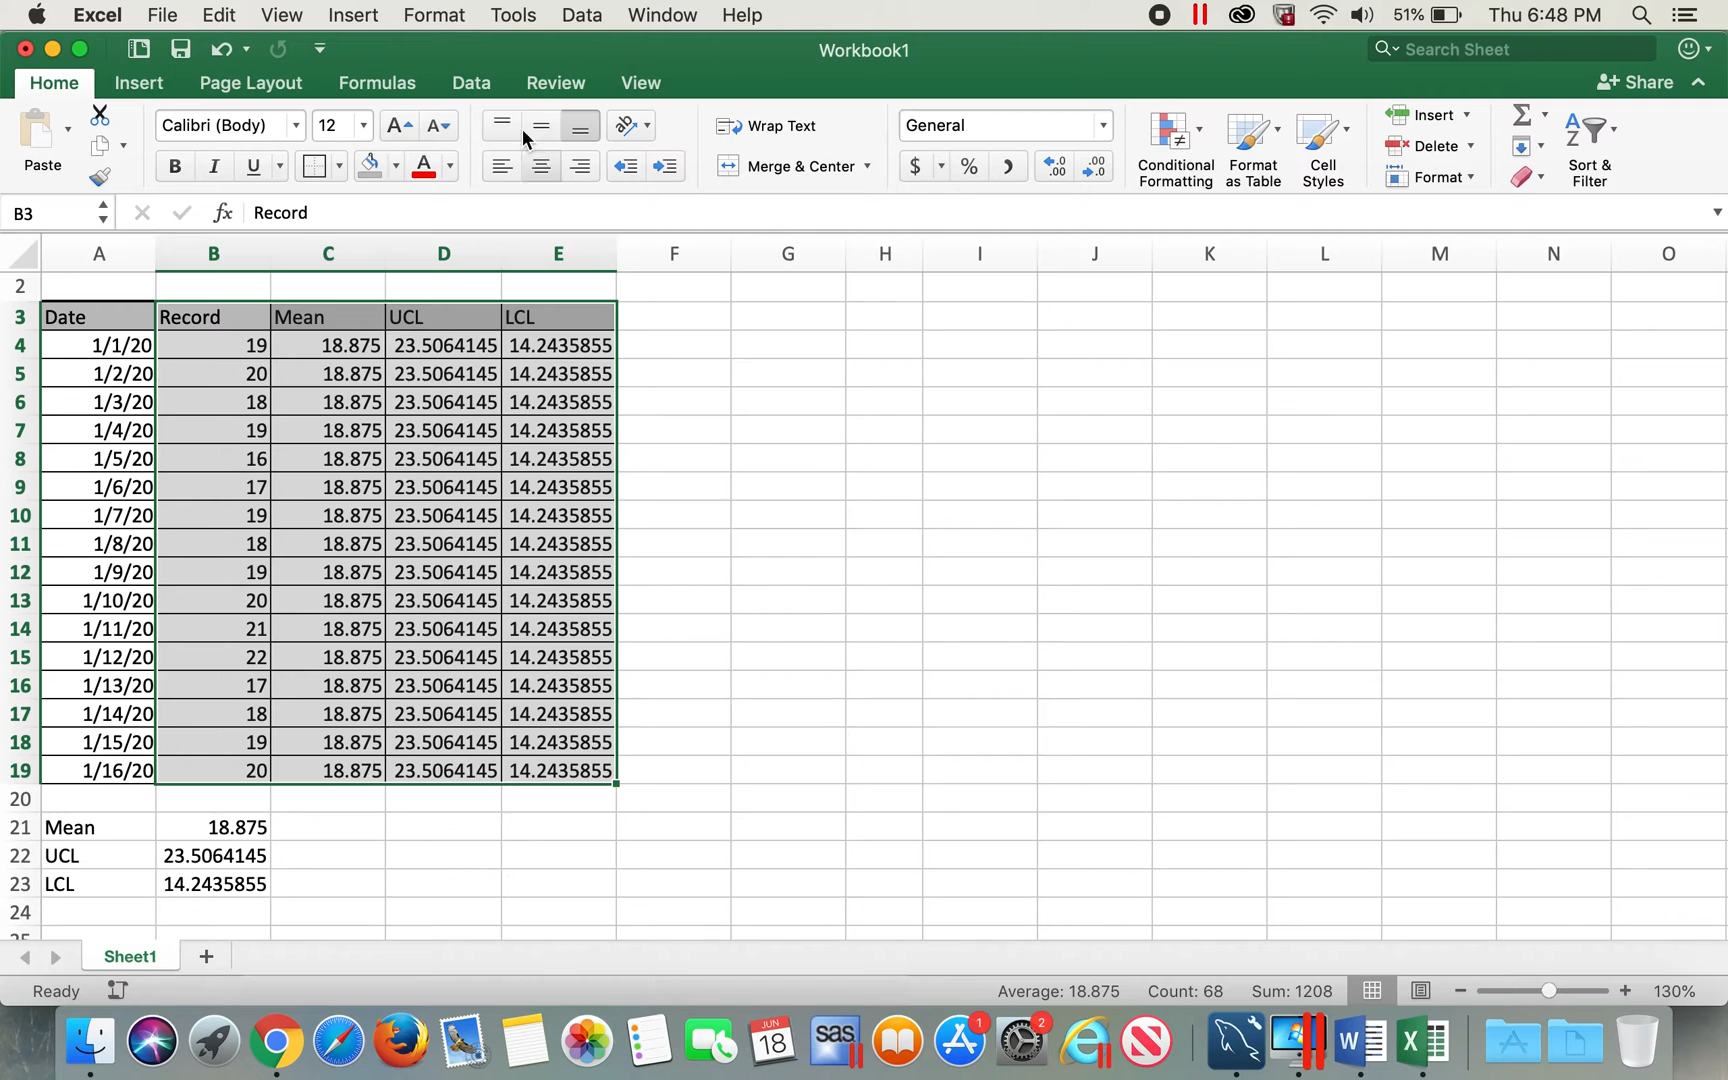 Excel File Edit View Insert Format Tools Data Window Help 51% Thu 6:48 PM
Workbook1
Search Sheet
Home Insert Page Layout Formulas Data Review View Share
Paste
Calibri (Body) 12 A A
B I U A
ab
Wrap Text
Merge & Center
General
$ % .0 .00 .00 .0
Conditional Formatting
Format as Table
Cell Styles
Insert
Delete
Format
Sort & Filter
B3 fx Record
A B C D E F G H I J K L M N O
2
3 Date Record Mean UCL LCL
4 1/1/20 19 18.875 23.5064145 14.2435855
5 1/2/20 20 18.875 23.5064145 14.2435855
6 1/3/20 18 18.875 23.5064145 14.2435855
7 1/4/20 19 18.875 23.5064145 14.2435855
8 1/5/20 16 18.875 23.5064145 14.2435855
9 1/6/20 17 18.875 23.5064145 14.2435855
10 1/7/20 19 18.875 23.5064145 14.2435855
11 1/8/20 18 18.875 23.5064145 14.2435855
12 1/9/20 19 18.875 23.5064145 14.2435855
13 1/10/20 20 18.875 23.5064145 14.2435855
14 1/11/20 21 18.875 23.5064145 14.2435855
15 1/12/20 22 18.875 23.5064145 14.2435855
16 1/13/20 17 18.875 23.5064145 14.2435855
17 1/14/20 18 18.875 23.5064145 14.2435855
18 1/15/20 19 18.875 23.5064145 14.2435855
19 1/16/20 20 18.875 23.5064145 14.2435855
20
21 Mean 18.875
22 UCL 23.5064145
23 LCL 14.2435855
24
Sheet1
Ready Average: 18.875 Count: 68 Sum: 1208 130%
JUN 18 sas 1 2 N W X